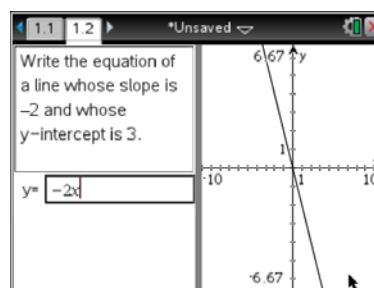 1.1 1.2 *Unsaved
Write the equation of
a line whose slope is
–2 and whose
y–intercept is 3.
y= –2x
6.67 y
1
-10 1 10
-6.67